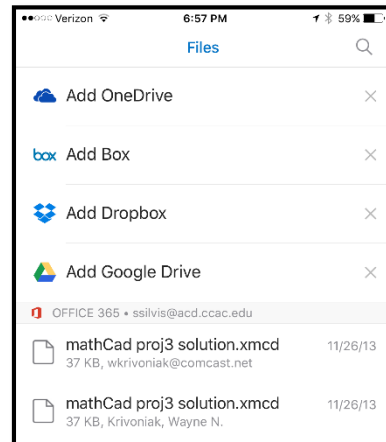 Verizon 6:57 PM 59%
Files
Add OneDrive
box Add Box
Add Dropbox
Add Google Drive
OFFICE 365 • ssilvis@acd.ccac.edu
mathCad proj3 solution.xmcd 11/26/13
37 KB, wkrivoniak@comcast.net
mathCad proj3 solution.xmcd 11/26/13
37 KB, Krivoniak, Wayne N.